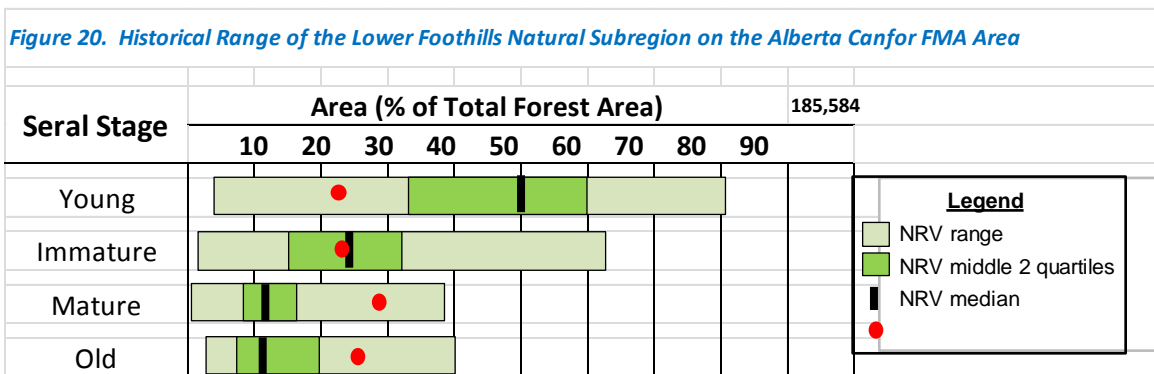 Figure 20. Historical Range of the Lower Foothills Natural Subregion on the Alberta Canfor FMA Area
Seral Stage
Area (% of Total Forest Area)
185,584
10 20 30 40 50 60 70 80 90
Young
Immature
Mature
Old
Legend
NRV range
NRV middle 2 quartiles
NRV median